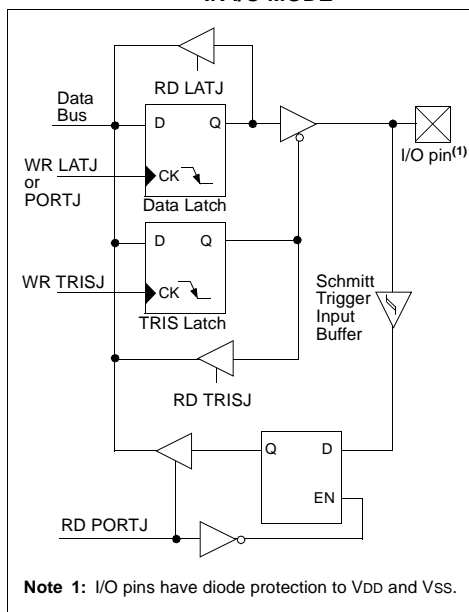 IN I/O MODE
RD LATJ
Data
Bus
D Q
I/O pin(1)
WR LATJ
or
PORTJ
CK
Data Latch
D Q
WR TRISJ
CK
TRIS Latch
Schmitt
Trigger
Input
Buffer
RD TRISJ
Q D
EN
RD PORTJ
Note 1: I/O pins have diode protection to VDD and VSS.